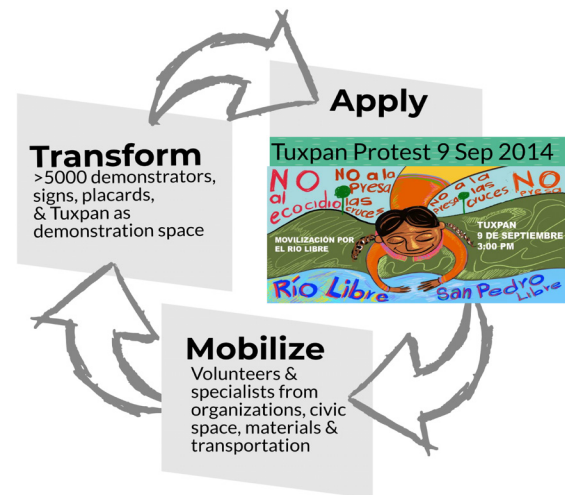 Apply
Tuxpan Protest 9 Sep 2014
NO al ecocidio
NO a la Presa las cruces
no a la presa las cruces
NO PRESA
MOVILIZACIÓN POR
EL RIO LIBRE
TUXPAN
9 DE SEPTIEMBRE
3:00 PM
Río Libre
San Pedro Libre
Transform
>5000 demonstrators,
signs, placards,
& Tuxpan as
demonstration space
Mobilize
Volunteers &
specialists from
organizations, civic
space, materials &
transportation